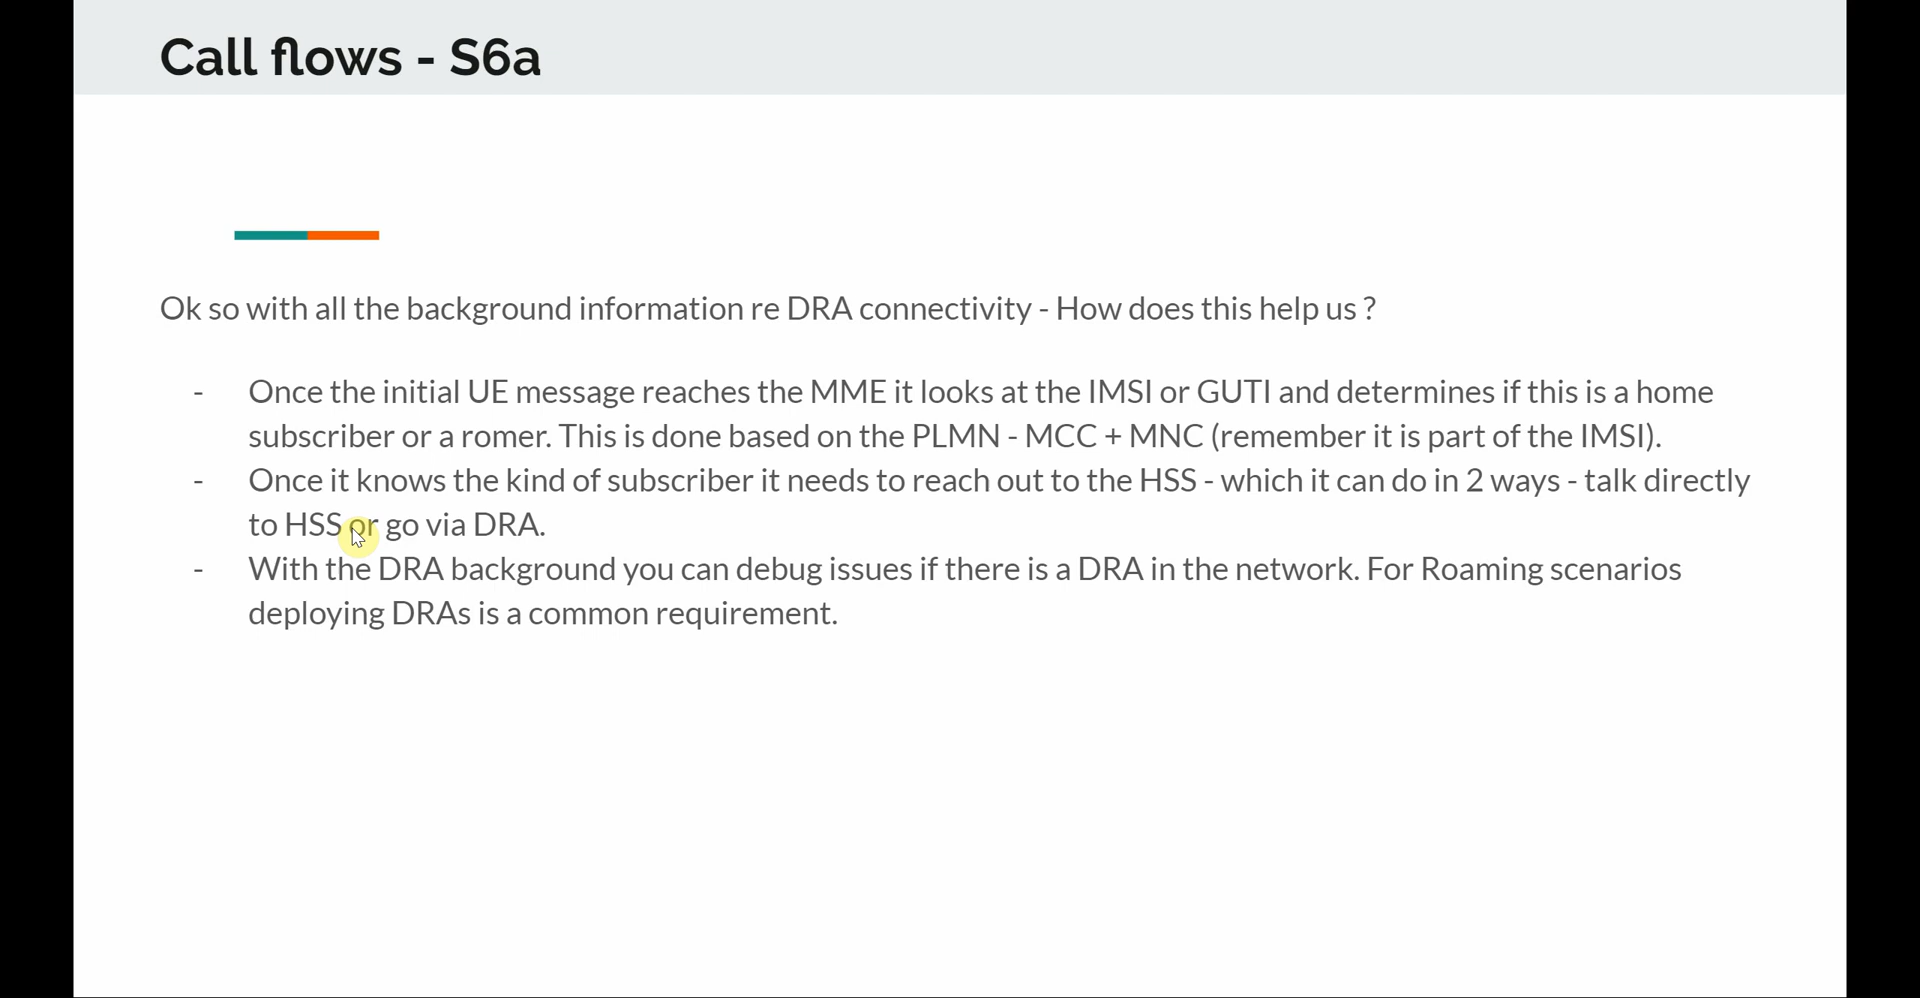 Call flows - S6a
Ok so with all the background information re DRA connectivity - How does this help us ?
- Once the initial UE message reaches the MME it looks at the IMSI or GUTI and determines if this is a home
subscriber or a romer. This is done based on the PLMN - MCC + MNC (remember it is part of the IMSI).
- Once it knows the kind of subscriber it needs to reach out to the HSS - which it can do in 2 ways - talk directly
to HSS or go via DRA.
- With the DRA background you can debug issues if there is a DRA in the network. For Roaming scenarios
deploying DRAs is a common requirement.